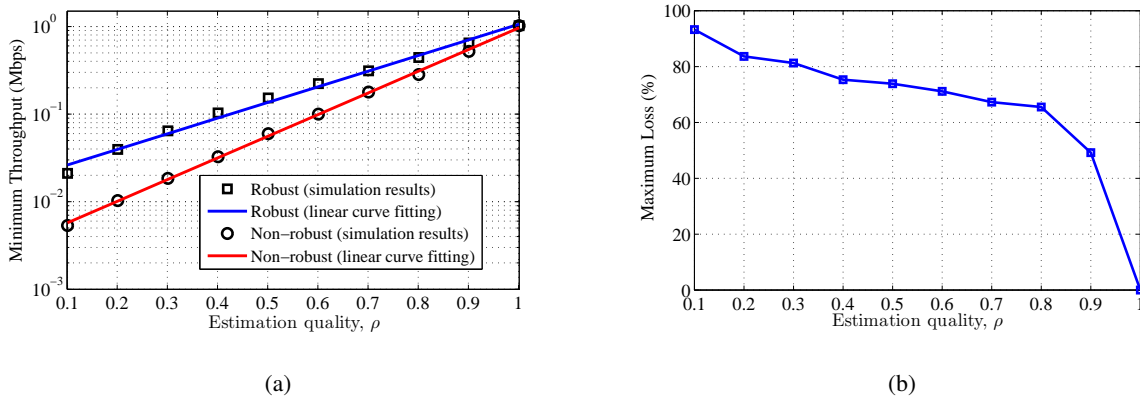 Minimum Throughput (Mbps)
10^0
10^-1
10^-2
10^-3
Robust (simulation results)
Robust (linear curve fitting)
Non-robust (simulation results)
Non-robust (linear curve fitting)
0.1 0.2 0.3 0.4 0.5 0.6 0.7 0.8 0.9 1
Estimation quality, ρ
(a)
Maximum Loss (%)
100
80
60
40
20
0
0.1 0.2 0.3 0.4 0.5 0.6 0.7 0.8 0.9 1
Estimation quality, ρ
(b)